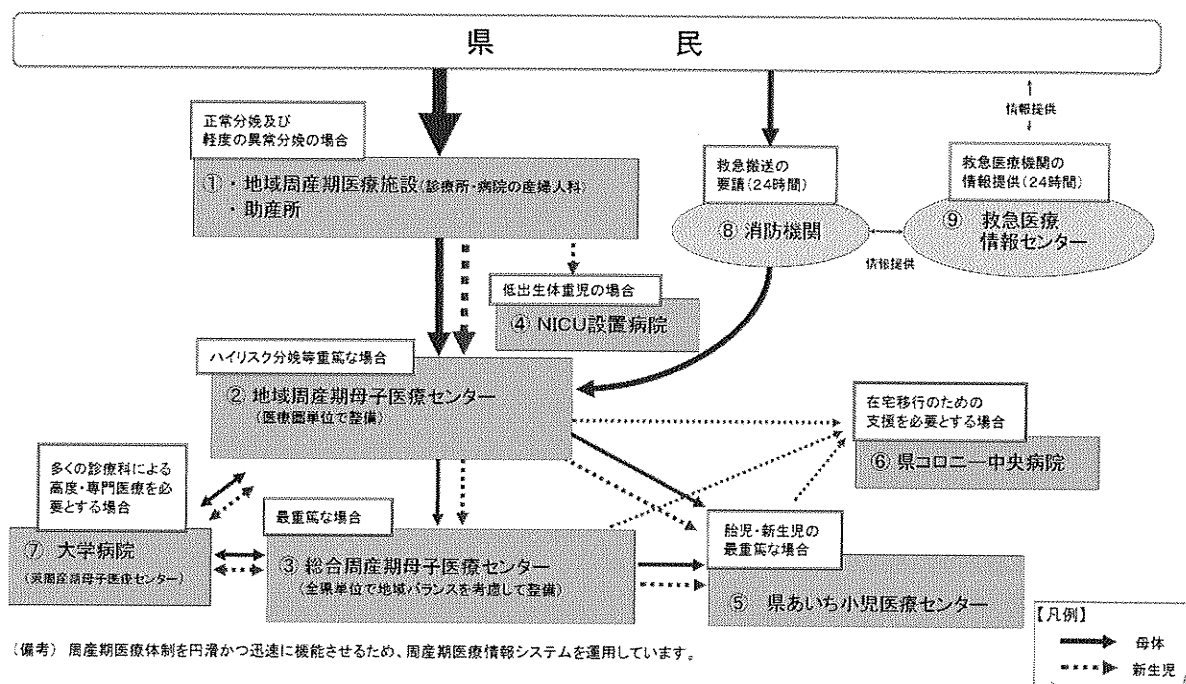 県 民
正常分娩及び
軽度の異常分娩の場合
①・地域周産期医療施設(診療所・病院の産婦人科)
・助産所
救急搬送の
要請(24時間)
⑧ 消防機関
情報提供
救急医療機関の
情報提供(24時間)
⑨ 救急医療
情報センター
情報提供
低出生体重児の場合
④ NICU設置病院
ハイリスク分娩等重篤な場合
② 地域周産期母子医療センター
(医療圏単位で整備)
在宅移行のための
支援を必要とする場合
⑥ 県コロニー中央病院
多くの診療科による
高度・専門医療を必
要とする場合
⑦ 大学病院
周産期母子医療センター)
最重篤な場合
③ 総合周産期母子医療センター
(全県単位で地域バランスを考慮して整備)
胎児・新生児の
最重篤な場合
⑤ 県あいち小児医療センター
【凡例】
母体
新生児
(備考) 周産期医療体制を円滑かつ迅速に機能させるため、周産期医療情報システムを運用しています。